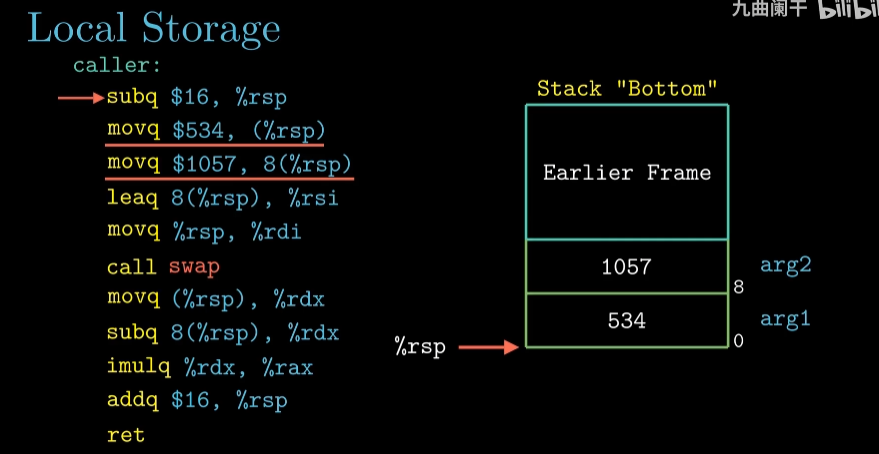 九曲阑干 bilibili
Local Storage
caller:
subq $16, %rsp
movq $534, (%rsp)
movq $1057, 8(%rsp)
leaq 8(%rsp), %rsi
movq %rsp, %rdi
call swap
movq (%rsp), %rdx
subq 8(%rsp), %rdx
imulq %rdx, %rax
addq $16, %rsp
ret
Stack "Bottom"
Earlier Frame
1057
arg2
8
534
arg1
%rsp
0